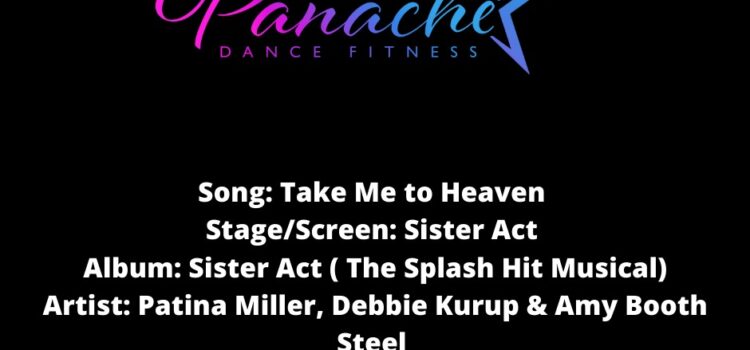 Panache
DANCE FITNESS
Song: Take Me to Heaven
Stage/Screen: Sister Act
Album: Sister Act ( The Splash Hit Musical)
Artist: Patina Miller, Debbie Kurup & Amy Booth
Steel